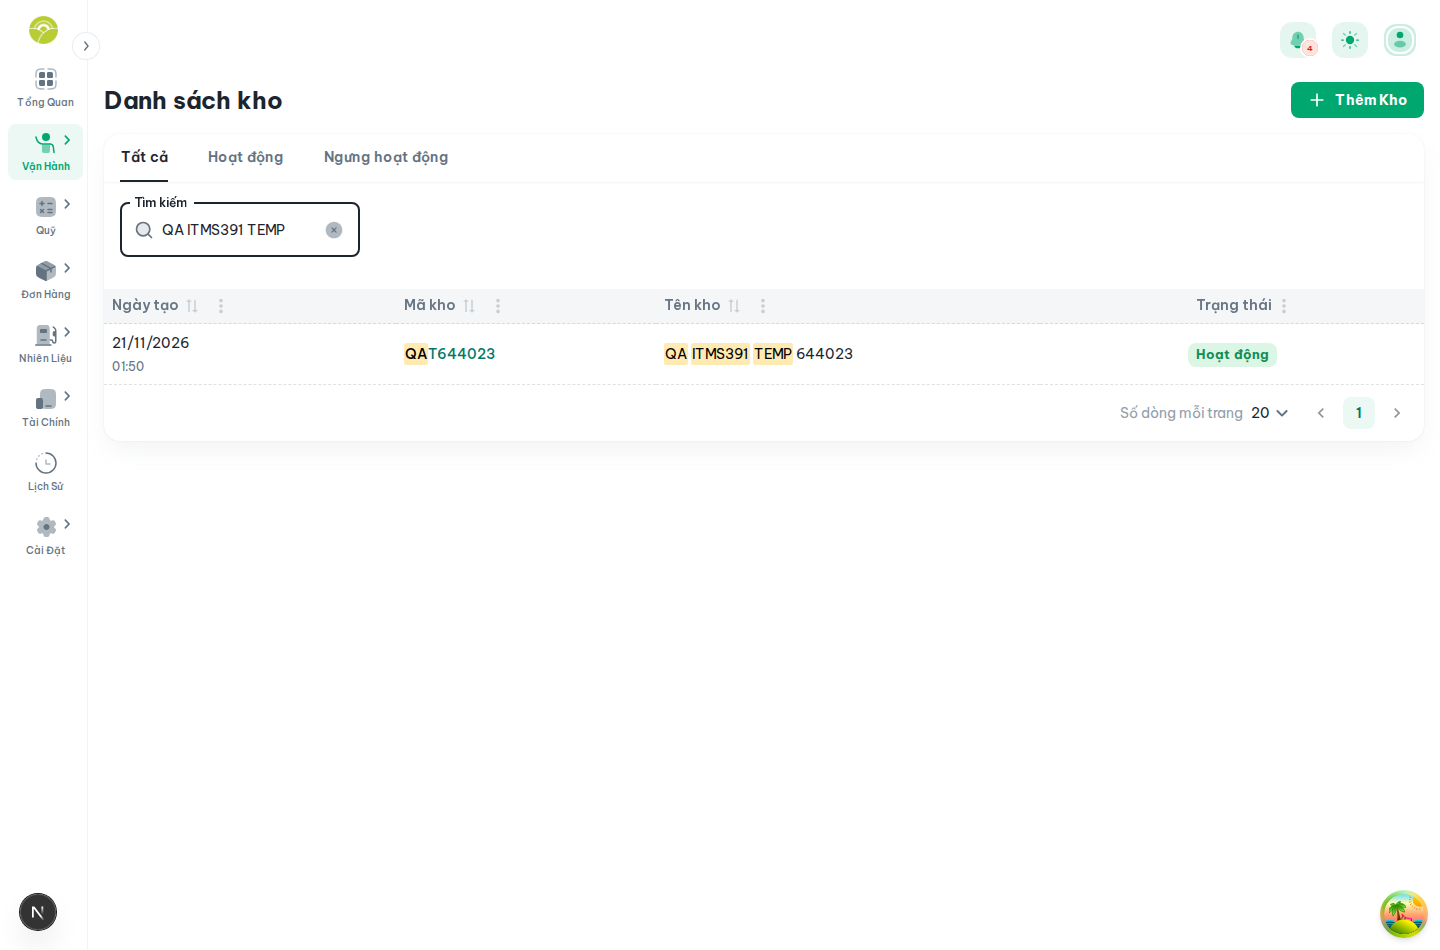 4
Tổng Quan
Vận Hành
Quỹ
Đơn Hàng
Nhiên Liệu
Tài Chính
Lịch Sử
Cài Đặt
Danh sách kho
Thêm Kho
Tất cả
Hoạt động
Ngưng hoạt động
Tìm kiếm
QA ITMS391 TEMP
Ngày tạo
Mã kho
Tên kho
Trạng thái
21/11/2026
01:50
QAT644023
QA ITMS391 TEMP 644023
Hoạt động
Số dòng mỗi trang 20
1
N